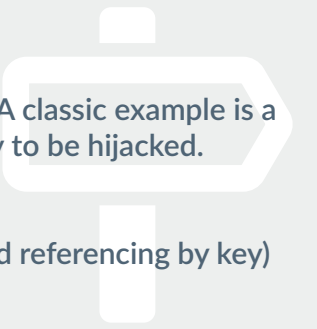 A classic example is a
to be hijacked.
d referencing by key)